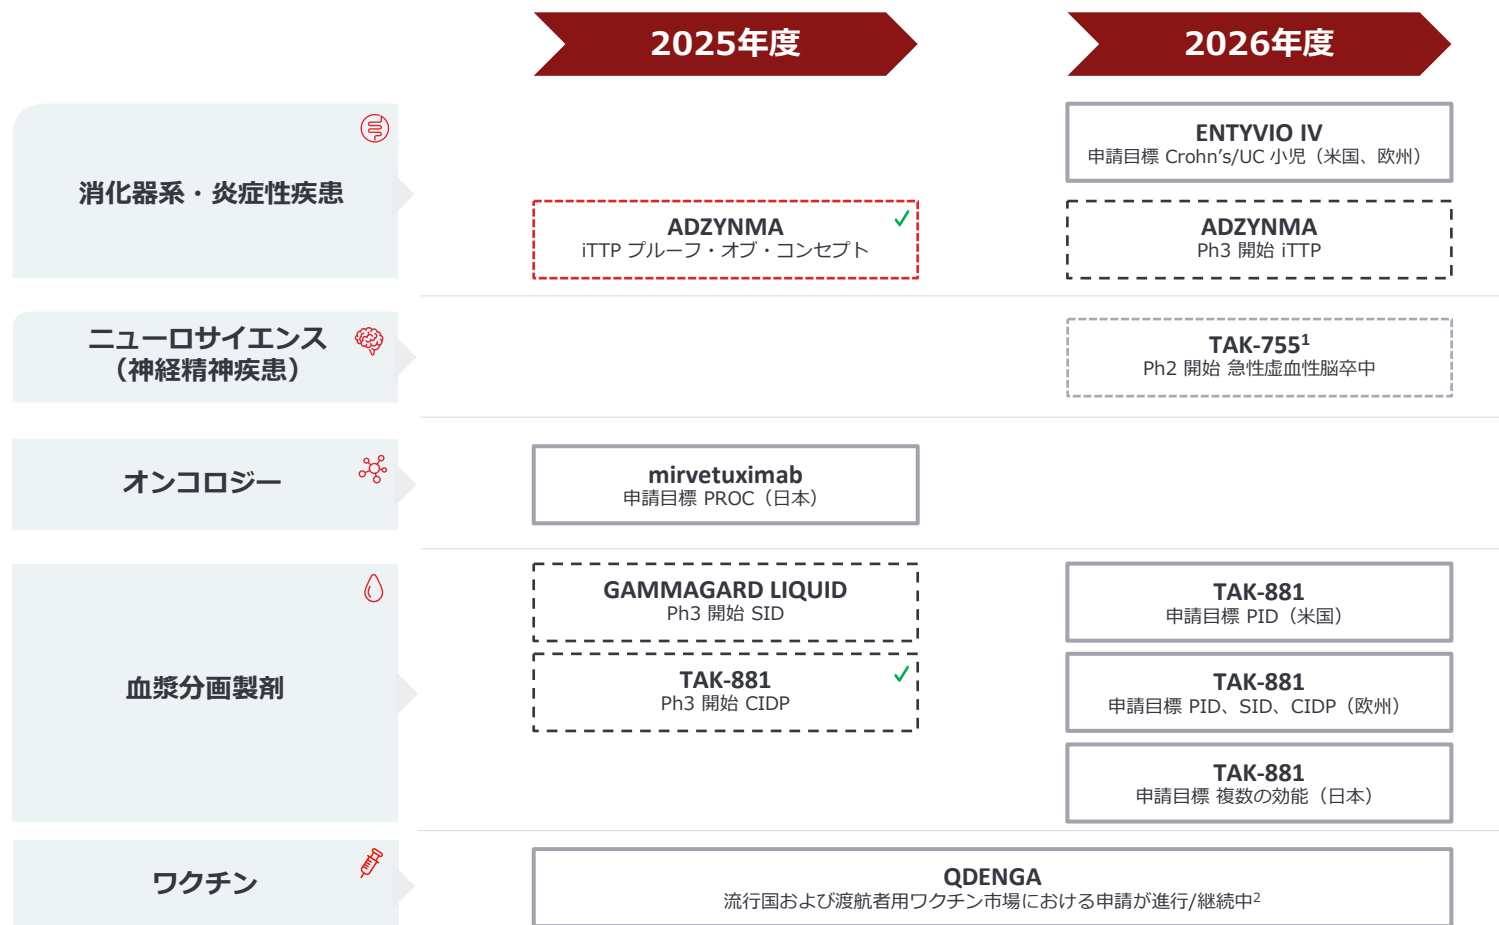 2025年度
2026年度
消化器系・炎症性疾患
ENTYVIO IV
申請目標 Crohn's/UC 小児（米国、欧州）
ADZYNMA
iTTP プルーフ・オブ・コンセプト
ADZYNMA
Ph3 開始 iTTP
ニューロサイエンス
（神経精神疾患）
TAK-755¹
Ph2 開始 急性虚血性脳卒中
オンコロジー
mirvetuximab
申請目標 PROC（日本）
血漿分画製剤
GAMMAGARD LIQUID
Ph3 開始 SID
TAK-881
申請目標 PID（米国）
TAK-881
Ph3 開始 CIDP
TAK-881
申請目標 PID、SID、CIDP（欧州）
TAK-881
申請目標 複数の効能（日本）
ワクチン
QDENGA
流行国および渡航者用ワクチン市場における申請が進行/継続中²